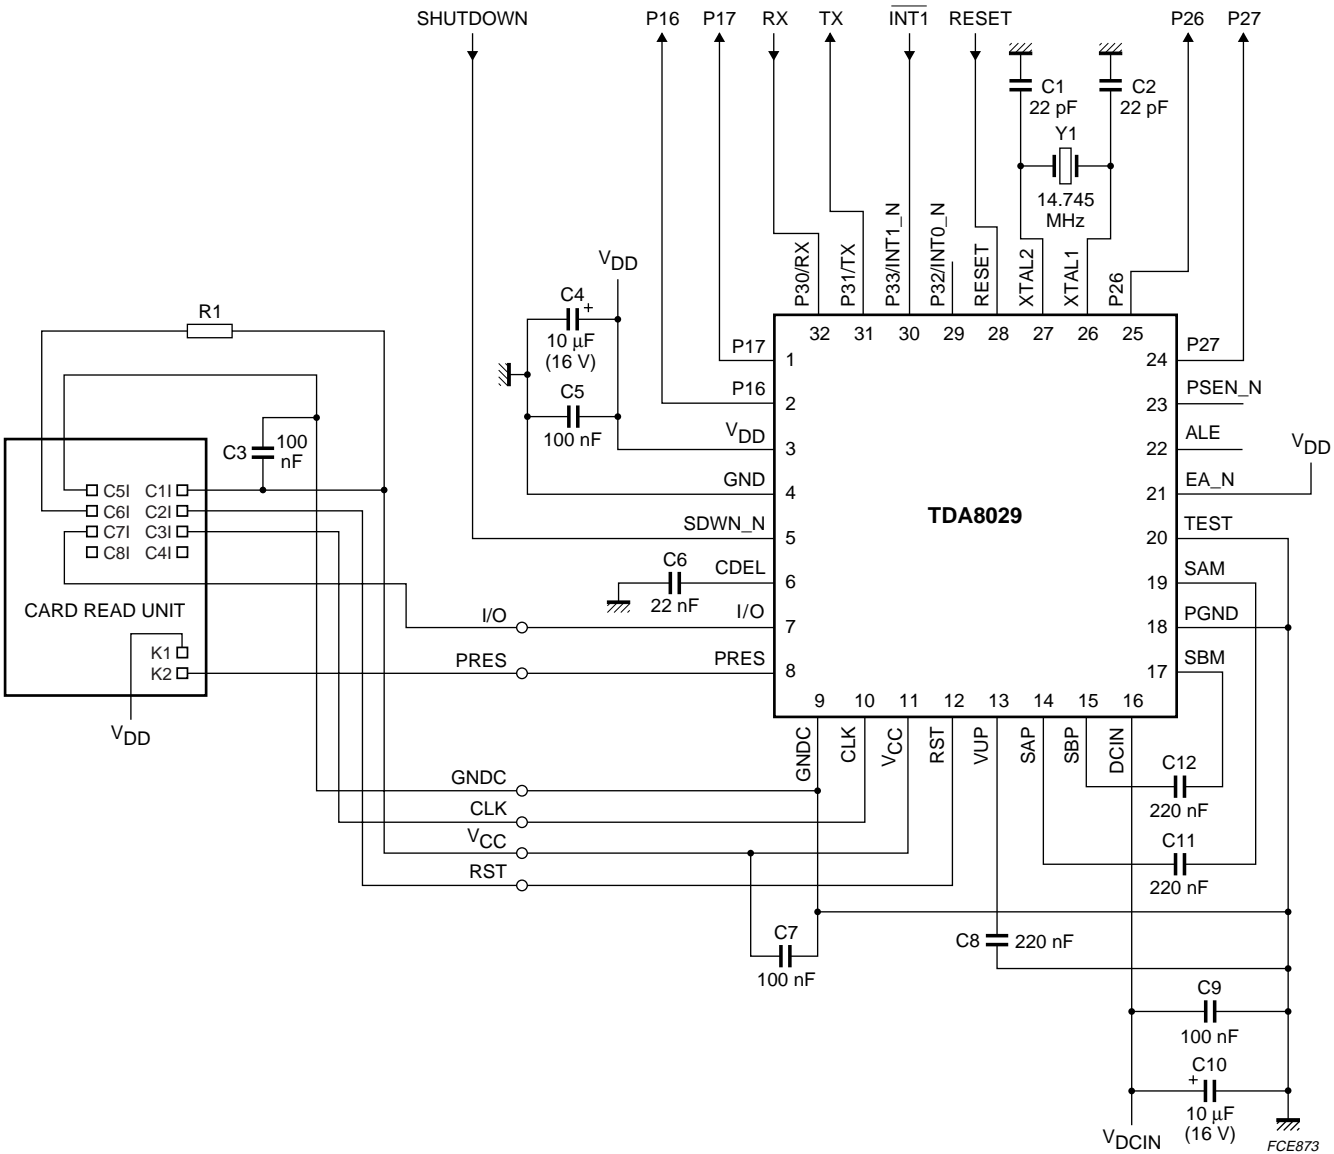 SHUTDOWN P16 P17 RX TX INT1 RESET P26 P27
C1
22 pF
C2
22 pF
Y1
14.745
MHz
P30/RX
P31/TX
P33/INT1_N
P32/INT0_N
RESET
XTAL2
XTAL1
P26
32 31 30 29 28 27 26 25
VDD
C4
+
10 μF
(16 V)
C5
100 nF
R1
C3
100
nF
C5I C1I
C6I C2I
C7I C3I
C8I C4I
CARD READ UNIT
K1
K2
VDD
P17 1
P16 2
VDD 3
GND 4
SDWN_N 5
C6
22 nF
CDEL 6
I/O
I/O 7
PRES
PRES 8
TDA8029
24 P27
23 PSEN_N
22 ALE
VDD
21 EA_N
20 TEST
19 SAM
18 PGND
17 SBM
9 10 11 12 13 14 15 16
GNDC
CLK
VCC
RST
VUP
SAP
SBP
DCIN
GNDC
CLK
VCC
RST
C12
220 nF
C11
220 nF
C7
100 nF
C8 220 nF
C9
100 nF
C10
+
10 μF
(16 V)
VDCIN
FCE873